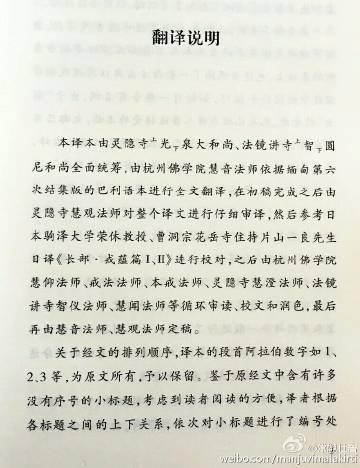 翻译说明
本译本由灵隐寺上光下泉大和尚、法镜讲寺上智下圆
尼和尚全面统筹，由杭州佛学院慧音法师依据缅甸第
六次结集版的巴利语本进行全文翻译，在初稿完成之后由
灵隐寺慧观法师对整个译文进行仔细审译，然后参考日
本驹泽大学荣休教授、曹洞宗花岳寺住持片山一良先生
日译《长部·戒蕴篇Ⅰ、Ⅱ》进行校对，之后由杭州佛学院
慧仰法师、戒法法师、本戒法师、灵隐寺慧澄法师、法镜
讲寺智仪法师、慧闻法师等循环审读、校文和润色，最后
再由慧音法师、慧观法师定稿。
关于经文的排列顺序，译本的段首阿拉伯数字如1、
2、3等，为原文所有，予以保留。鉴于原经文中含有许多
没有序号的小标题，考虑到读者阅读的方便，译者根据
各标题之间的上下关系，依次对小标题进行了编号处
weibo.com/manjuvimalakirti